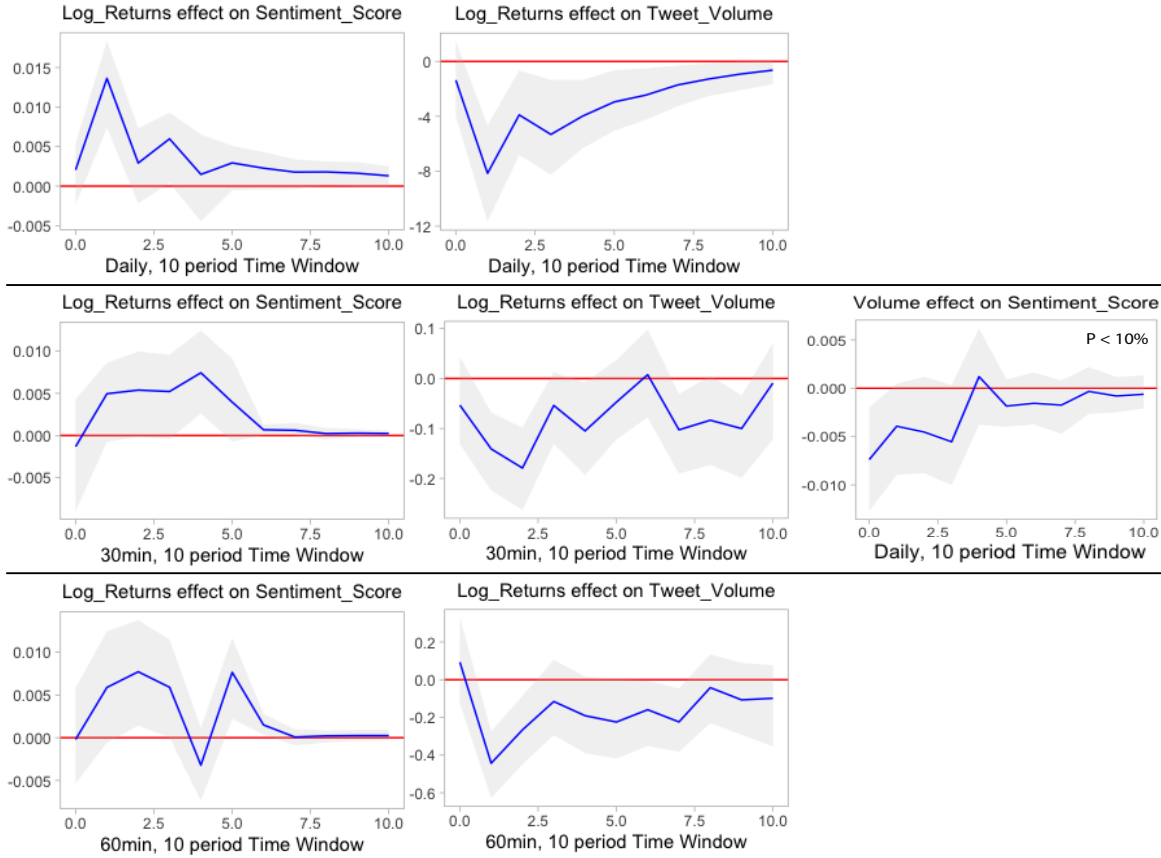 Log_Returns effect on Sentiment_Score
0.015
0.010
0.005
0.000
-0.005
0.0 2.5 5.0 7.5 10.0
Daily, 10 period Time Window
Log_Returns effect on Tweet_Volume
0
-4
-8
-12
0.0 2.5 5.0 7.5 10.0
Daily, 10 period Time Window
Log_Returns effect on Sentiment_Score
0.010
0.005
0.000
-0.005
0.0 2.5 5.0 7.5 10.0
30min, 10 period Time Window
Log_Returns effect on Tweet_Volume
0.1
0.0
-0.1
-0.2
0.0 2.5 5.0 7.5 10.0
30min, 10 period Time Window
Volume effect on Sentiment_Score
P < 10%
0.005
0.000
-0.005
-0.010
0.0 2.5 5.0 7.5 10.0
Daily, 10 period Time Window
Log_Returns effect on Sentiment_Score
0.010
0.005
0.000
-0.005
0.0 2.5 5.0 7.5 10.0
60min, 10 period Time Window
Log_Returns effect on Tweet_Volume
0.2
0.0
-0.2
-0.4
-0.6
0.0 2.5 5.0 7.5 10.0
60min, 10 period Time Window